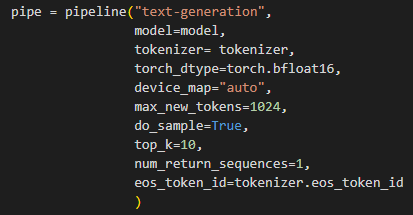 pipe = pipeline("text-generation",
model=model,
tokenizer= tokenizer,
torch_dtype=torch.bfloat16,
device_map="auto",
max_new_tokens=1024,
do_sample=True,
top_k=10,
num_return_sequences=1,
eos_token_id=tokenizer.eos_token_id
)